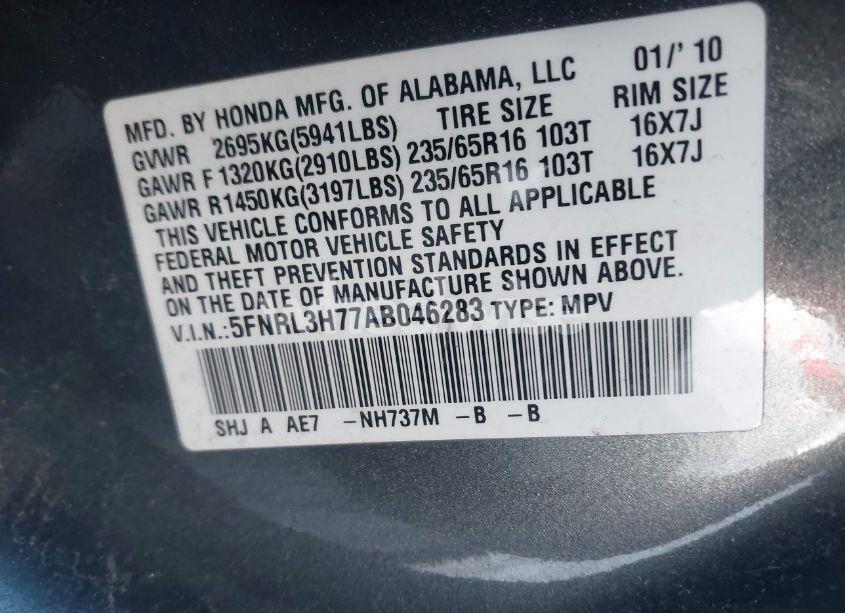 MFD. BY HONDA MFG. OF ALABAMA, LLC 01/' 10
GVWR 2695KG(5941LBS) TIRE SIZE RIM SIZE
GAWR F 1320KG(2910LBS) 235/65R16 103T 16X7J
GAWR R1450KG(3197LBS) 235/65R16 103T 16X7J
THIS VEHICLE CONFORMS TO ALL APPLICABLE
FEDERAL MOTOR VEHICLE SAFETY
AND THEFT PREVENTION STANDARDS IN EFFECT
ON THE DATE OF MANUFACTURE SHOWN ABOVE.
V.I.N.:5FNRL3H77AB046283 TYPE: MPV
SHJ A AE7 -NH737M -B -B